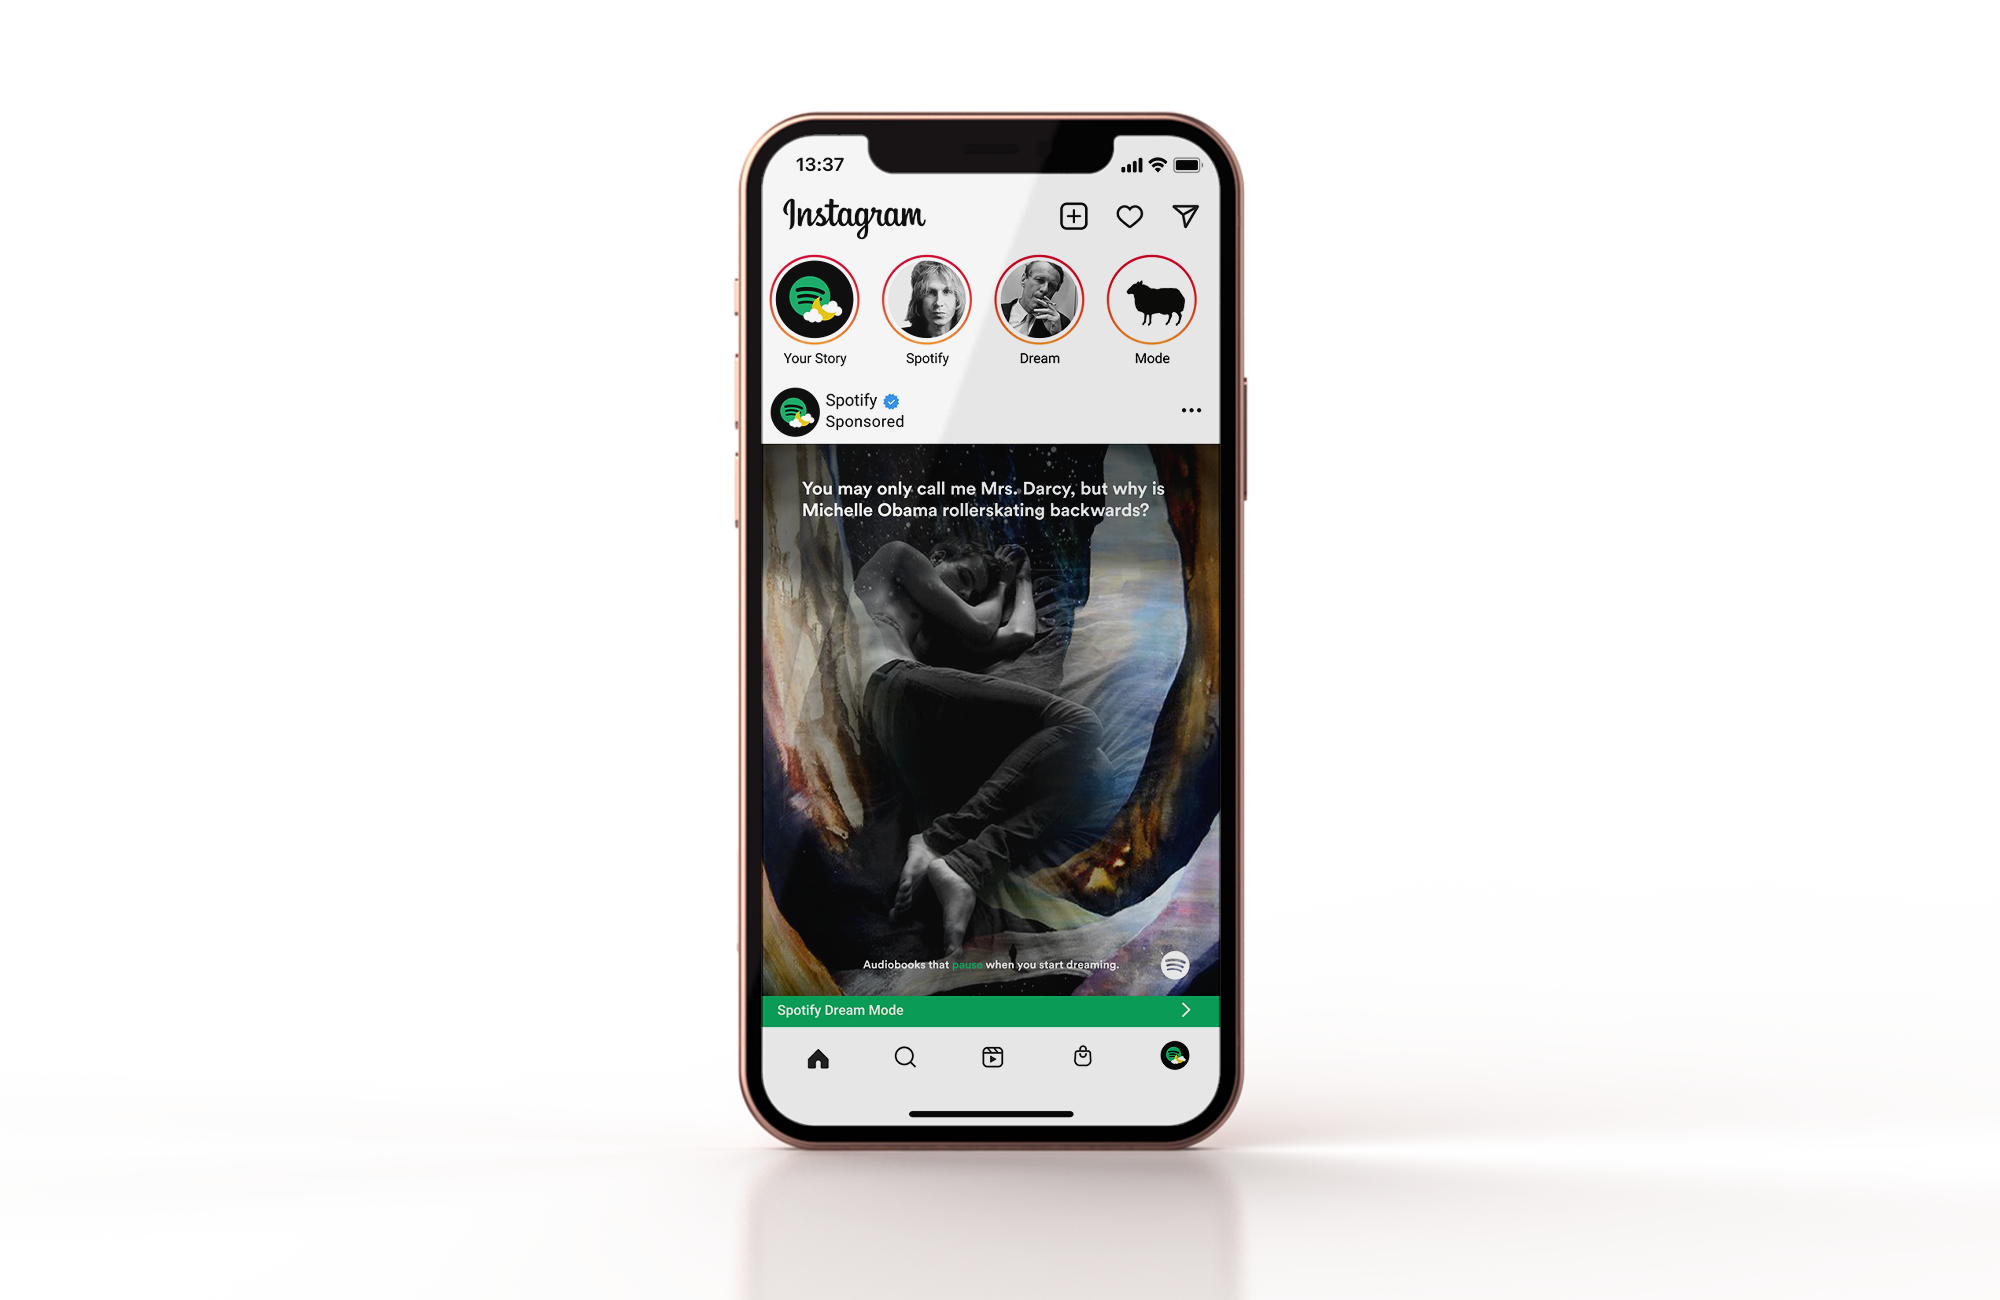 13:37
Instagram
Your Story
Spotify
Dream
Mode
Spotify
Sponsored
You may only call me Mrs. Darcy, but why is
Michelle Obama rollerskating backwards?
Audiobooks that pause when you start dreaming.
Spotify Dream Mode